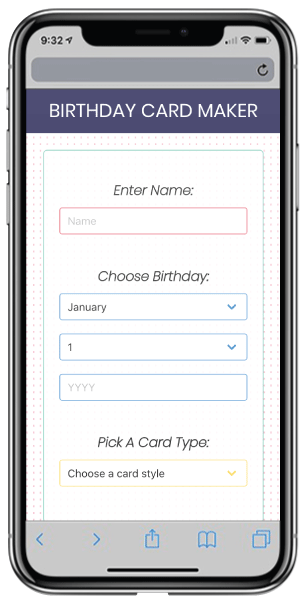 9:32
BIRTHDAY CARD MAKER
Enter Name:
Name
Choose Birthday:
January
1
YYYY
Pick A Card Type:
Choose a card style